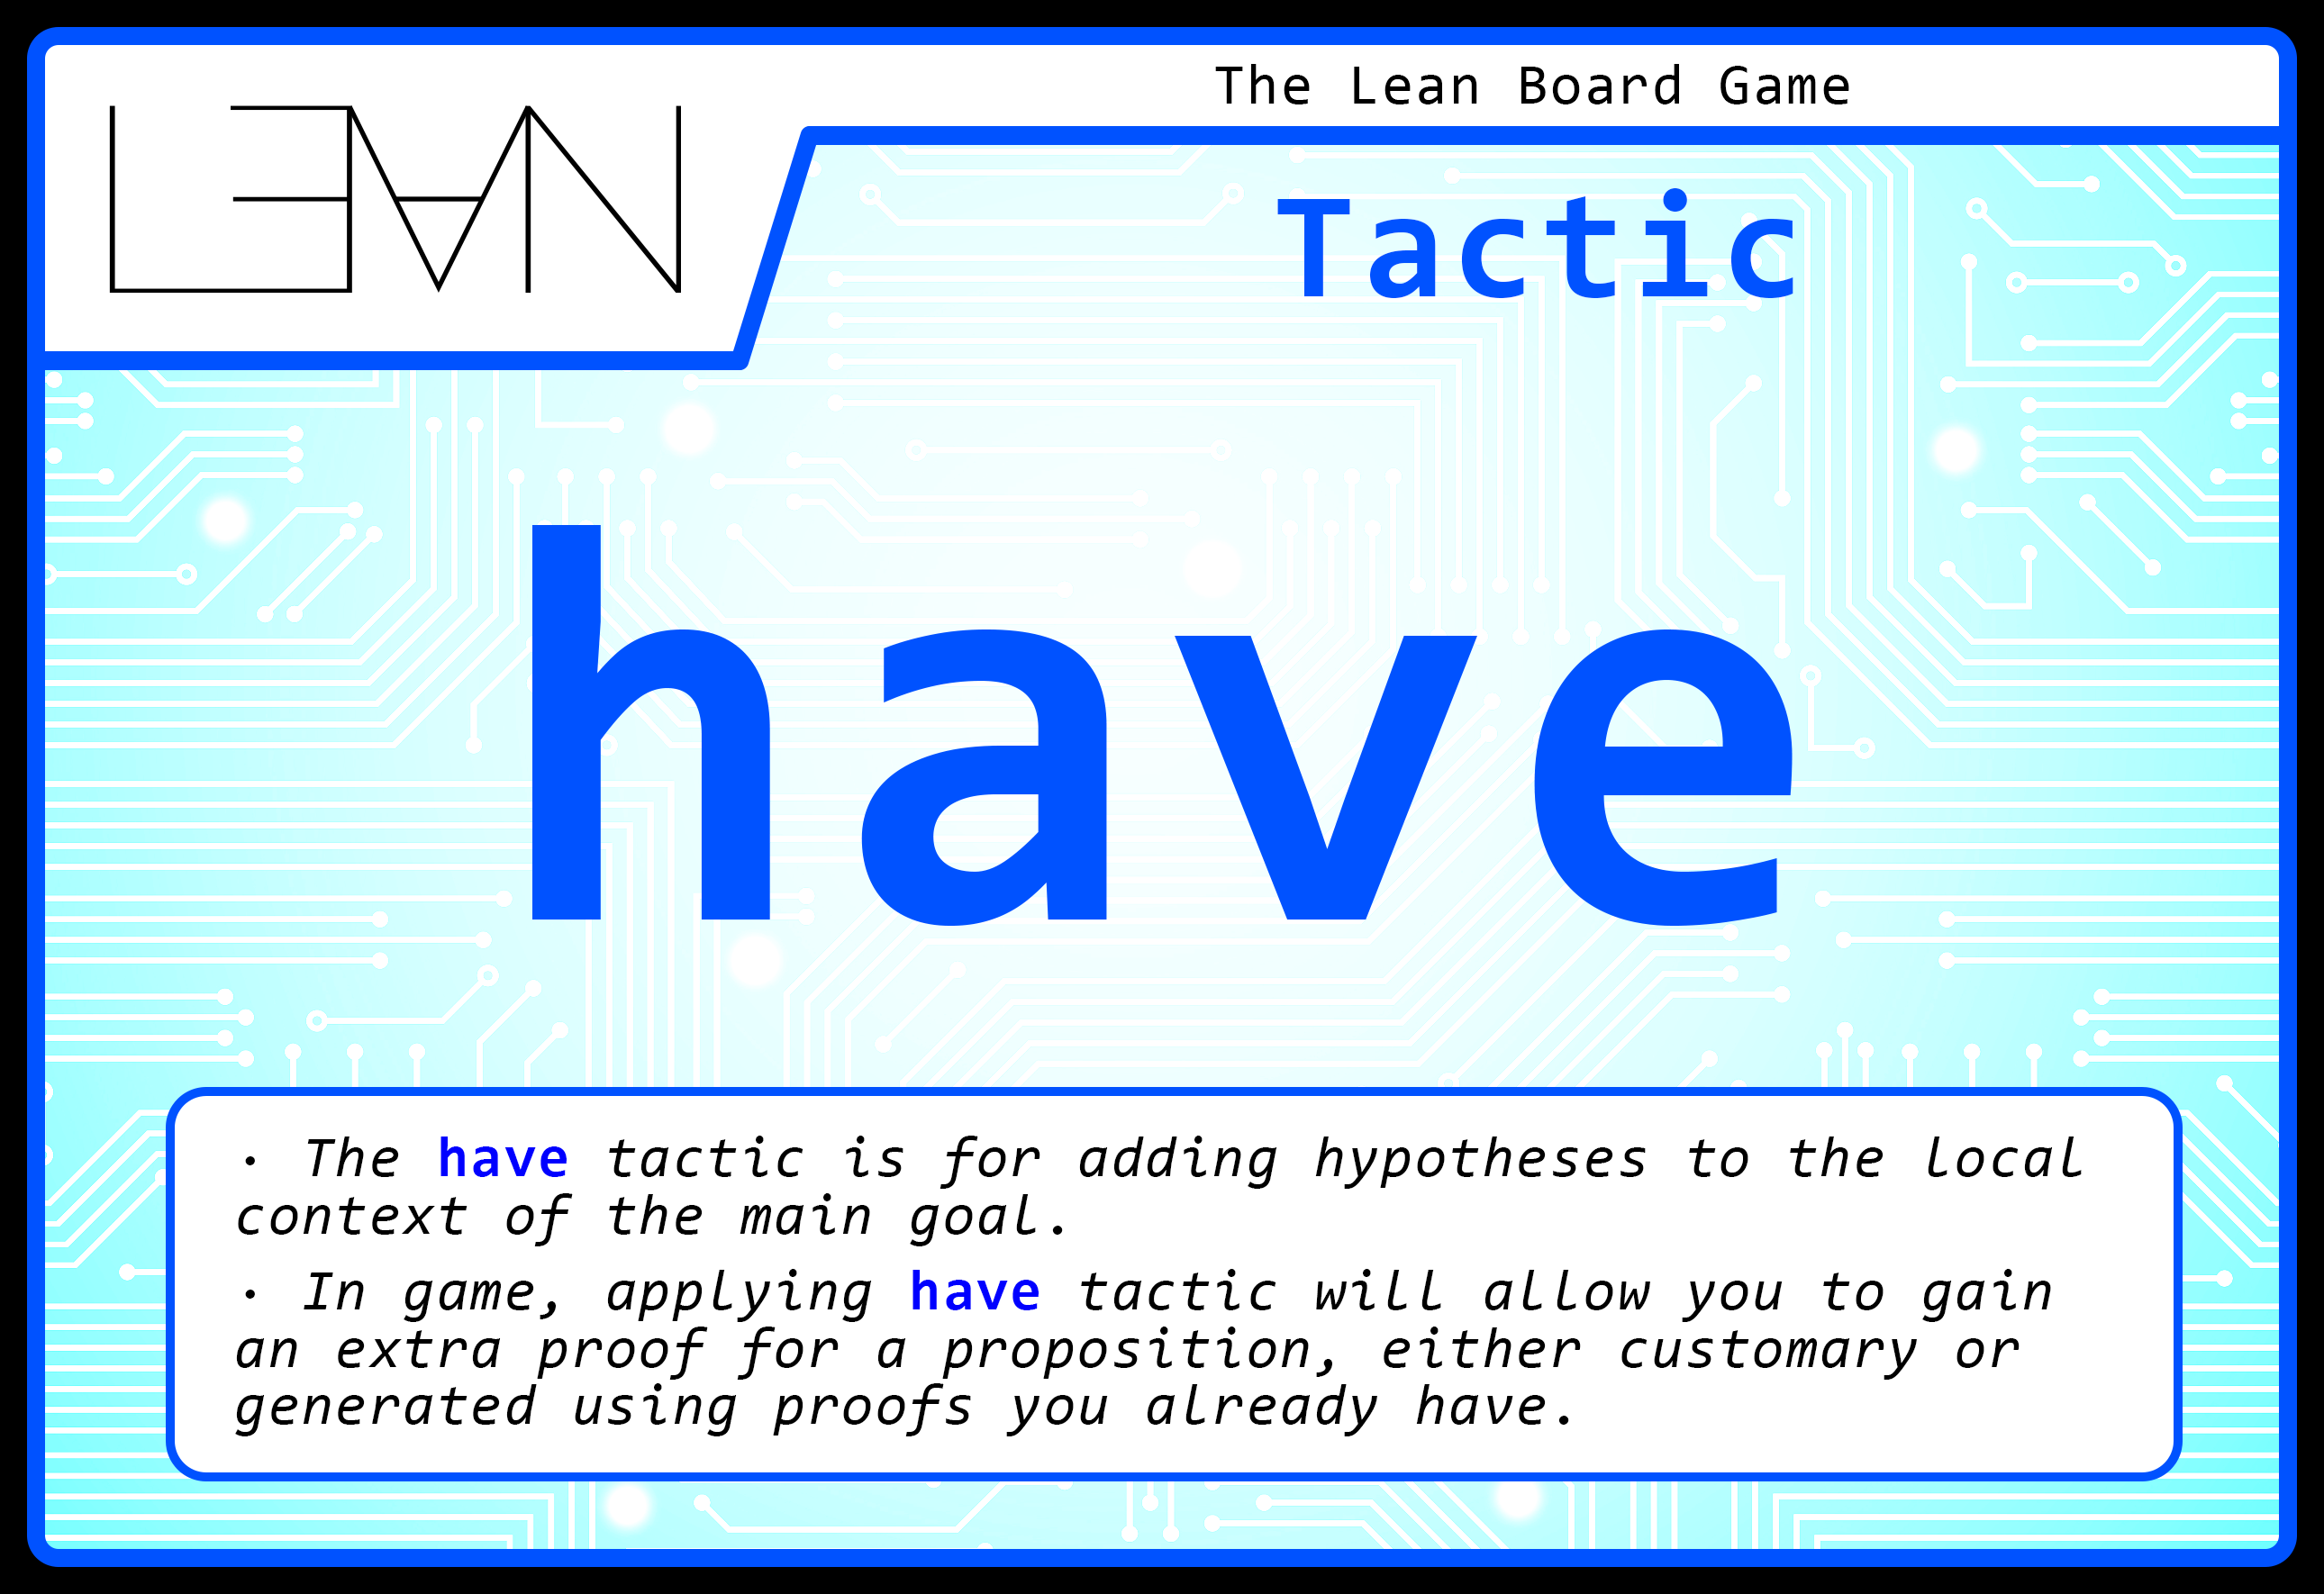 L∃∀N
The Lean Board Game
Tactic
have
· The have tactic is for adding hypotheses to the local
context of the main goal.
· In game, applying have tactic will allow you to gain
an extra proof for a proposition, either customary or
generated using proofs you already have.